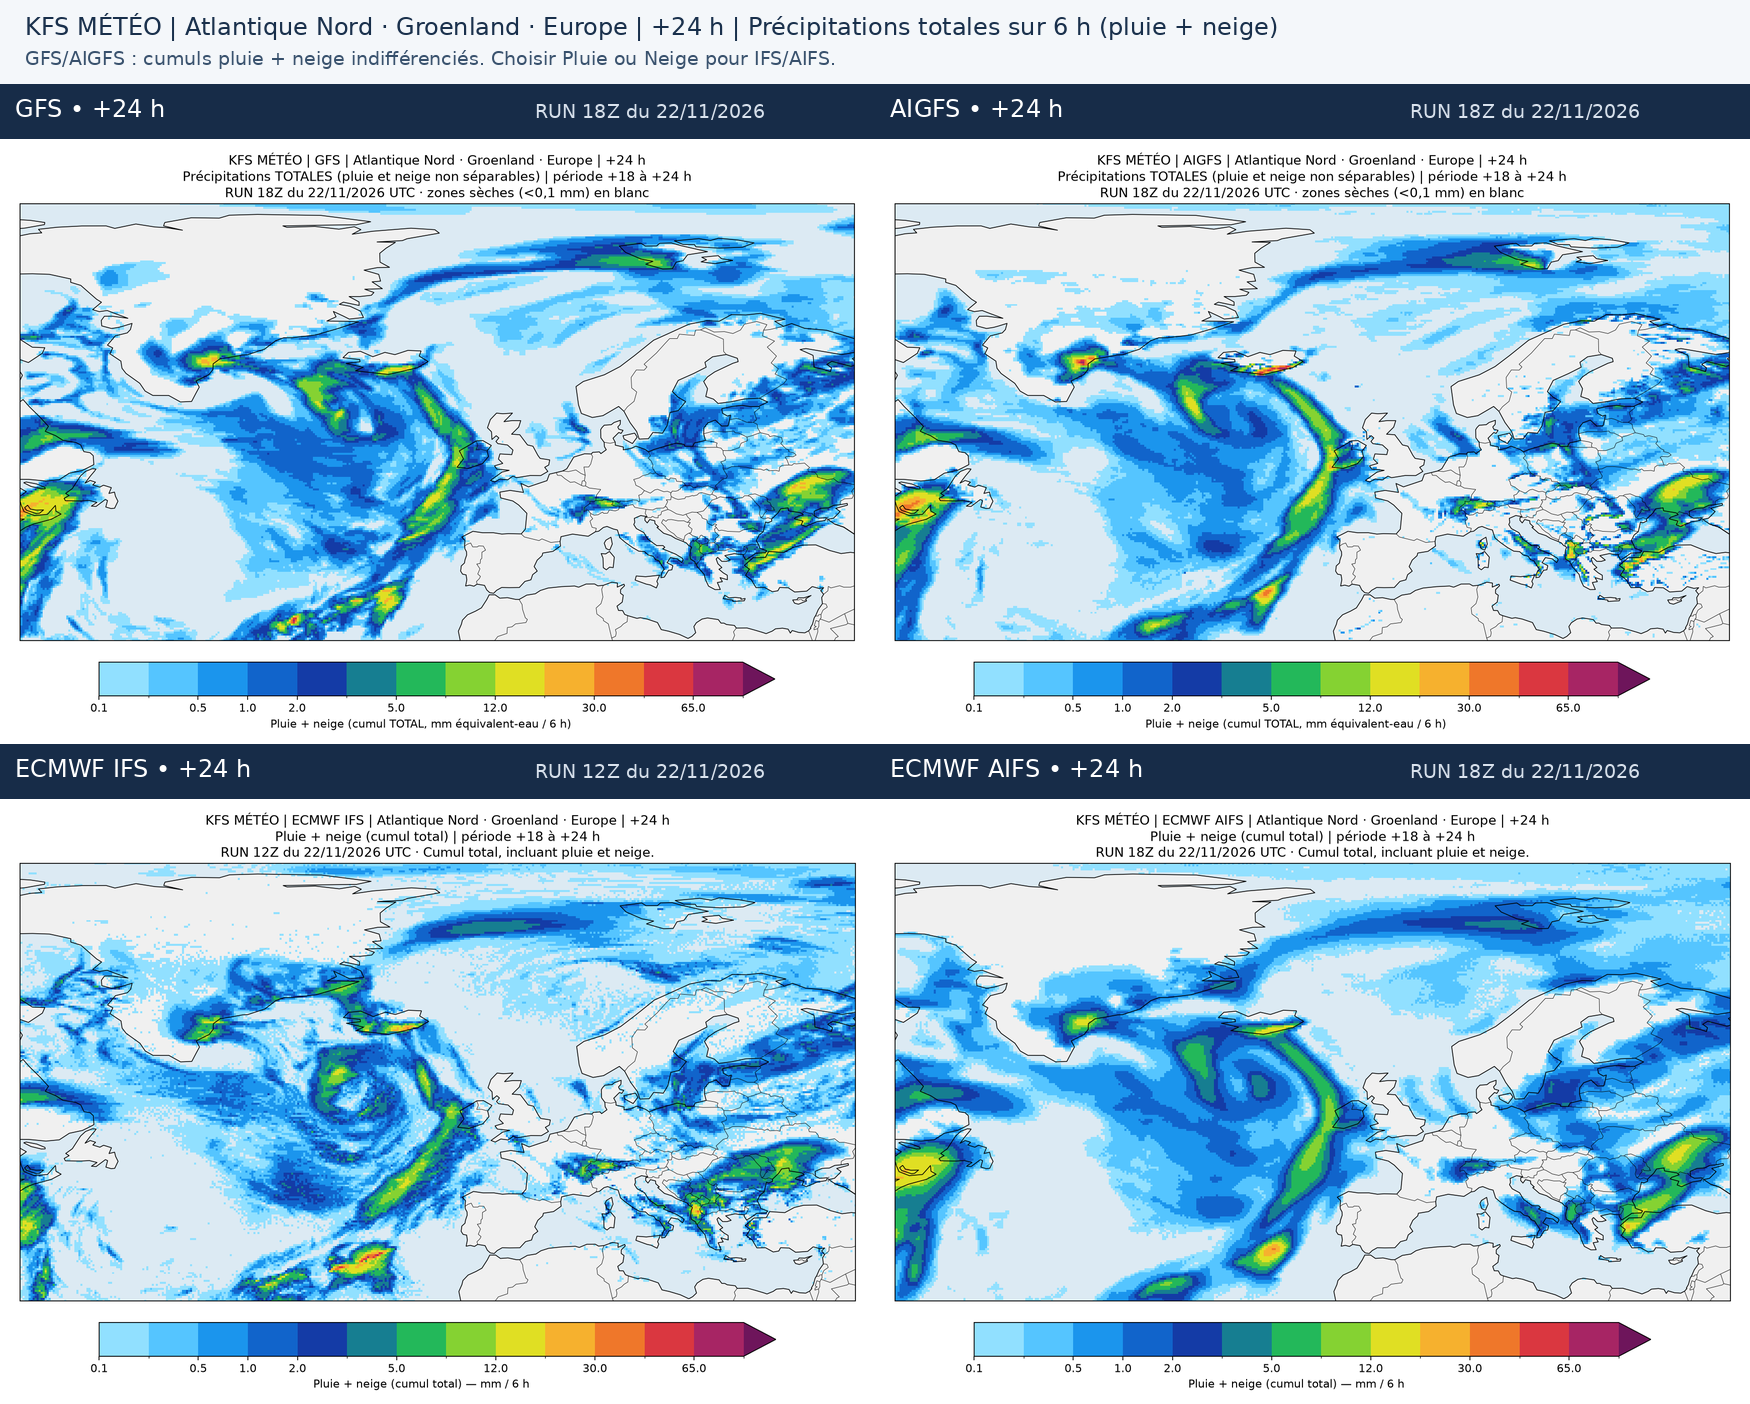 KFS MÉTÉO | Atlantique Nord · Groenland · Europe | +24 h | Précipitations totales sur 6 h (pluie + neige)
GFS/AIGFS : cumuls pluie + neige indifférenciés. Choisir Pluie ou Neige pour IFS/AIFS.
GFS • +24 h
RUN 18Z du 22/11/2026
AIGFS • +24 h
RUN 18Z du 22/11/2026
KFS MÉTÉO | GFS | Atlantique Nord · Groenland · Europe | +24 h
Précipitations TOTALES (pluie et neige non séparables) | période +18 à +24 h
RUN 18Z du 22/11/2026 UTC · zones sèches (<0,1 mm) en blanc
KFS MÉTÉO | AIGFS | Atlantique Nord · Groenland · Europe | +24 h
Précipitations TOTALES (pluie et neige non séparables) | période +18 à +24 h
RUN 18Z du 22/11/2026 UTC · zones sèches (<0,1 mm) en blanc
0.1 0.5 1.0 2.0 5.0 12.0 30.0 65.0
Pluie + neige (cumul TOTAL, mm équivalent-eau / 6 h)
0.1 0.5 1.0 2.0 5.0 12.0 30.0 65.0
Pluie + neige (cumul TOTAL, mm équivalent-eau / 6 h)
ECMWF IFS • +24 h
RUN 12Z du 22/11/2026
ECMWF AIFS • +24 h
RUN 18Z du 22/11/2026
KFS MÉTÉO | ECMWF IFS | Atlantique Nord · Groenland · Europe | +24 h
Pluie + neige (cumul total) | période +18 à +24 h
RUN 12Z du 22/11/2026 UTC · Cumul total, incluant pluie et neige.
KFS MÉTÉO | ECMWF AIFS | Atlantique Nord · Groenland · Europe | +24 h
Pluie + neige (cumul total) | période +18 à +24 h
RUN 18Z du 22/11/2026 UTC · Cumul total, incluant pluie et neige.
0.1 0.5 1.0 2.0 5.0 12.0 30.0 65.0
Pluie + neige (cumul total) — mm / 6 h
0.1 0.5 1.0 2.0 5.0 12.0 30.0 65.0
Pluie + neige (cumul total) — mm / 6 h